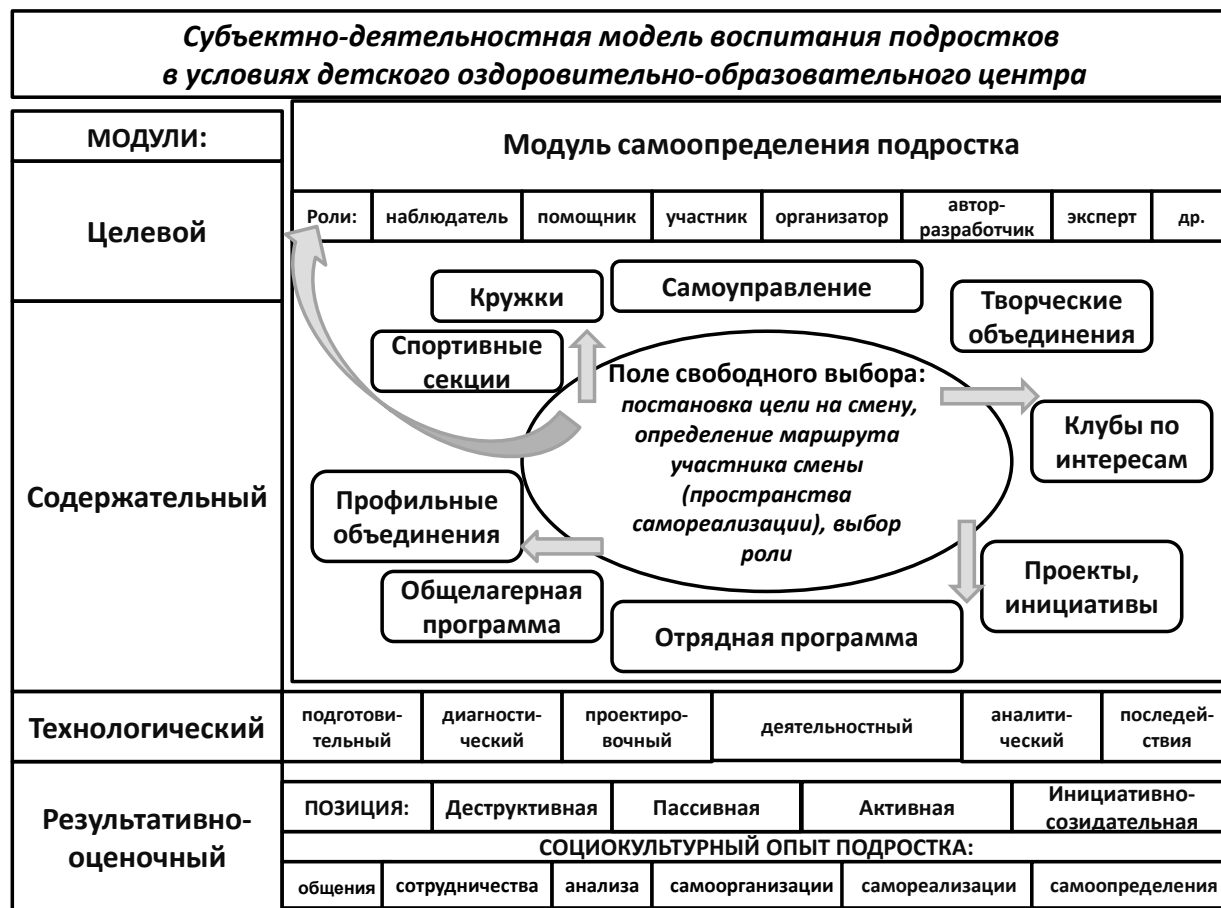 Субъектно-деятельностная модель воспитания подростков
в условиях детского оздоровительно-образовательного центра
МОДУЛИ:
Модуль самоопределения подростка
Целевой
Роли:
наблюдатель
помощник
участник
организатор
автор-
разработчик
эксперт
др.
Содержательный
Кружки
Самоуправление
Творческие
объединения
Спортивные
секции
Поле свободного выбора:
постановка цели на смену,
определение маршрута
участника смены
(пространства
самореализации), выбор
роли
Клубы по
интересам
Профильные
объединения
Проекты,
инициативы
Общелагерная
программа
Отрядная программа
Технологический
подготови-
тельный
диагности-
ческий
проектиро-
вочный
деятельностный
аналити-
ческий
последей-
ствия
Результативно-
оценочный
ПОЗИЦИЯ:
Деструктивная
Пассивная
Активная
Инициативно-
созидательная
СОЦИОКУЛЬТУРНЫЙ ОПЫТ ПОДРОСТКА:
общения
сотрудничества
анализа
самоорганизации
самореализации
самоопределения